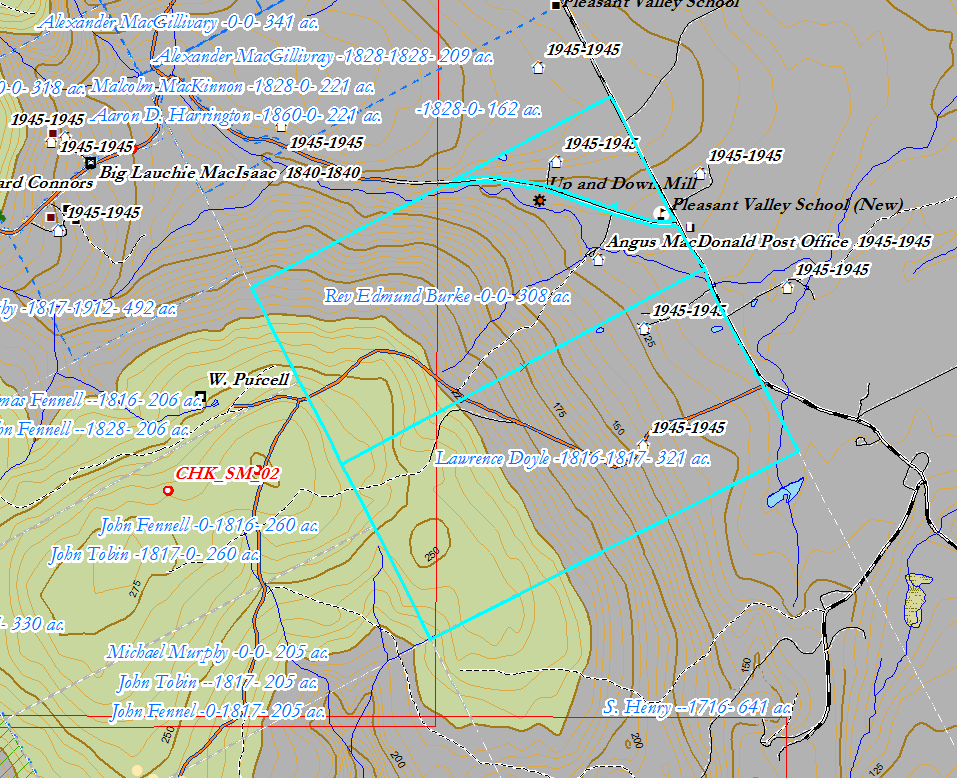 Pleasant Valley School
Alexander MacGillivary -0-0- 341 ac.
1945-1945
Alexander MacGillivray -1828-1828- 209 ac.
0-0- 318 ac.
Malcolm MacKinnon -1828-0- 221 ac.
-1828-0- 162 ac.
1945-1945
Aaron D. Harrington -1860-0- 221 ac.
1945-1945
1945-1945
1945-1945
1945-1945
Big Lauchie MacIsaac 1840-1840
ard Connors
Up and Down Mill
Pleasant Valley School (New)
1945-1945
Angus MacDonald Post Office 1945-1945
1945-1945
Rev Edmund Burke -0-0- 308 ac.
hy -1817-1912- 492 ac.
1945-1945
125
W. Purcell
mas Fennell --1816- 206 ac.
175
150
hn Fennell --1828- 206 ac.
1945-1945
Lawrence Doyle -1816-1817- 321 ac.
CHK_SM_02
John Fennell -0-1816- 260 ac.
John Tobin -1817-0- 260 ac.
250
275
- 330 ac.
Michael Murphy -0-0- 205 ac.
150
John Tobin --1817- 205 ac.
John Fennel -0-1817- 205 ac.
S. Henry --1716- 641 ac.
250
200
200
125